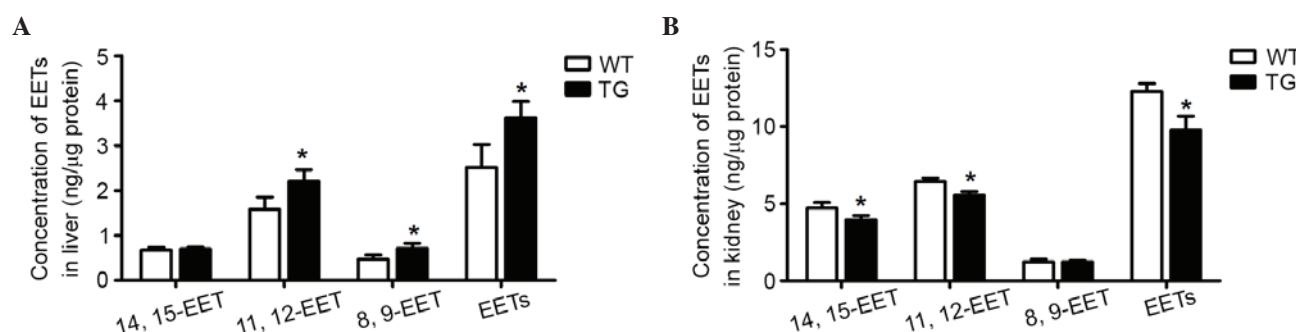 A
Concentration of EETs
in liver (ng/µg protein)
5
4
3
2
1
0
*
*
*
WT
TG
14, 15-EET
11, 12-EET
8, 9-EET
EETs
B
Concentration of EETs
in kidney (ng/µg protein)
15
10
5
0
*
*
*
WT
TG
14, 15-EET
11, 12-EET
8, 9-EET
EETs